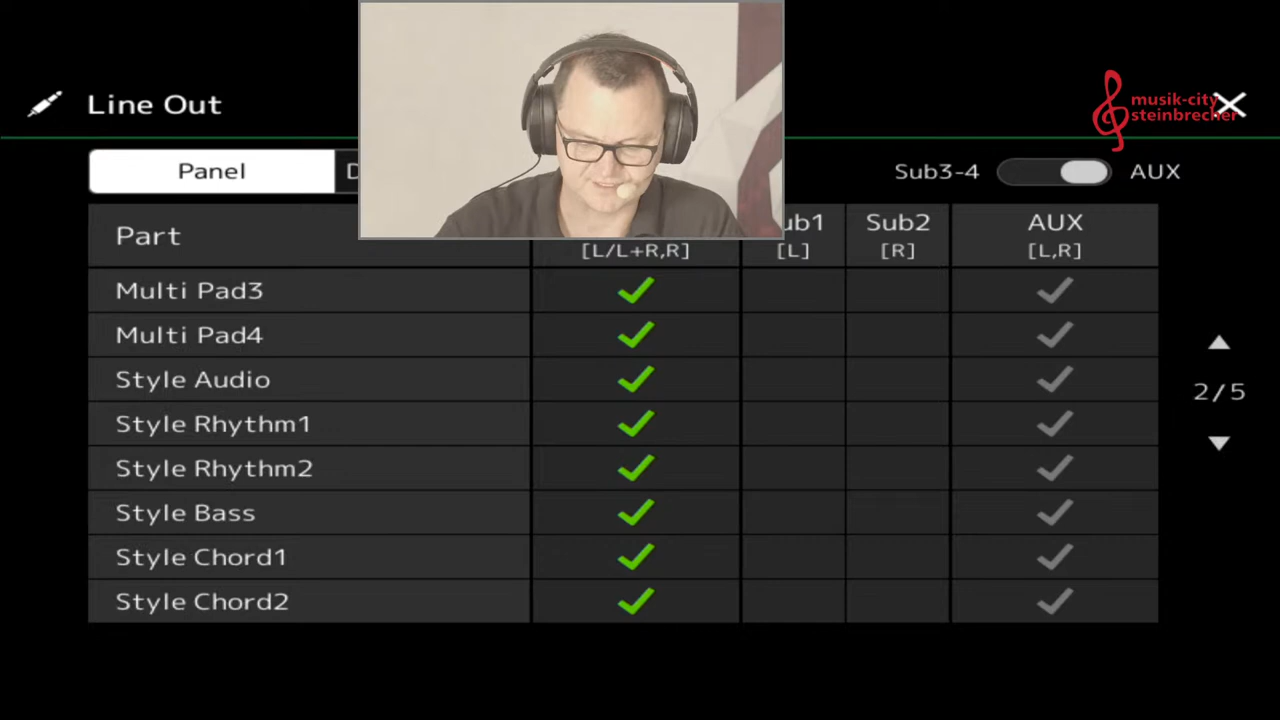 Line Out
musik-city
steinbrecher
Panel
Sub3-4
AUX
Part
Sub2
AUX
[L/L+R,R]
[L]
[R]
[L,R]
Multi Pad3
Multi Pad4
Style Audio
Style Rhythm1
Style Rhythm2
Style Bass
Style Chord1
Style Chord2
2/5